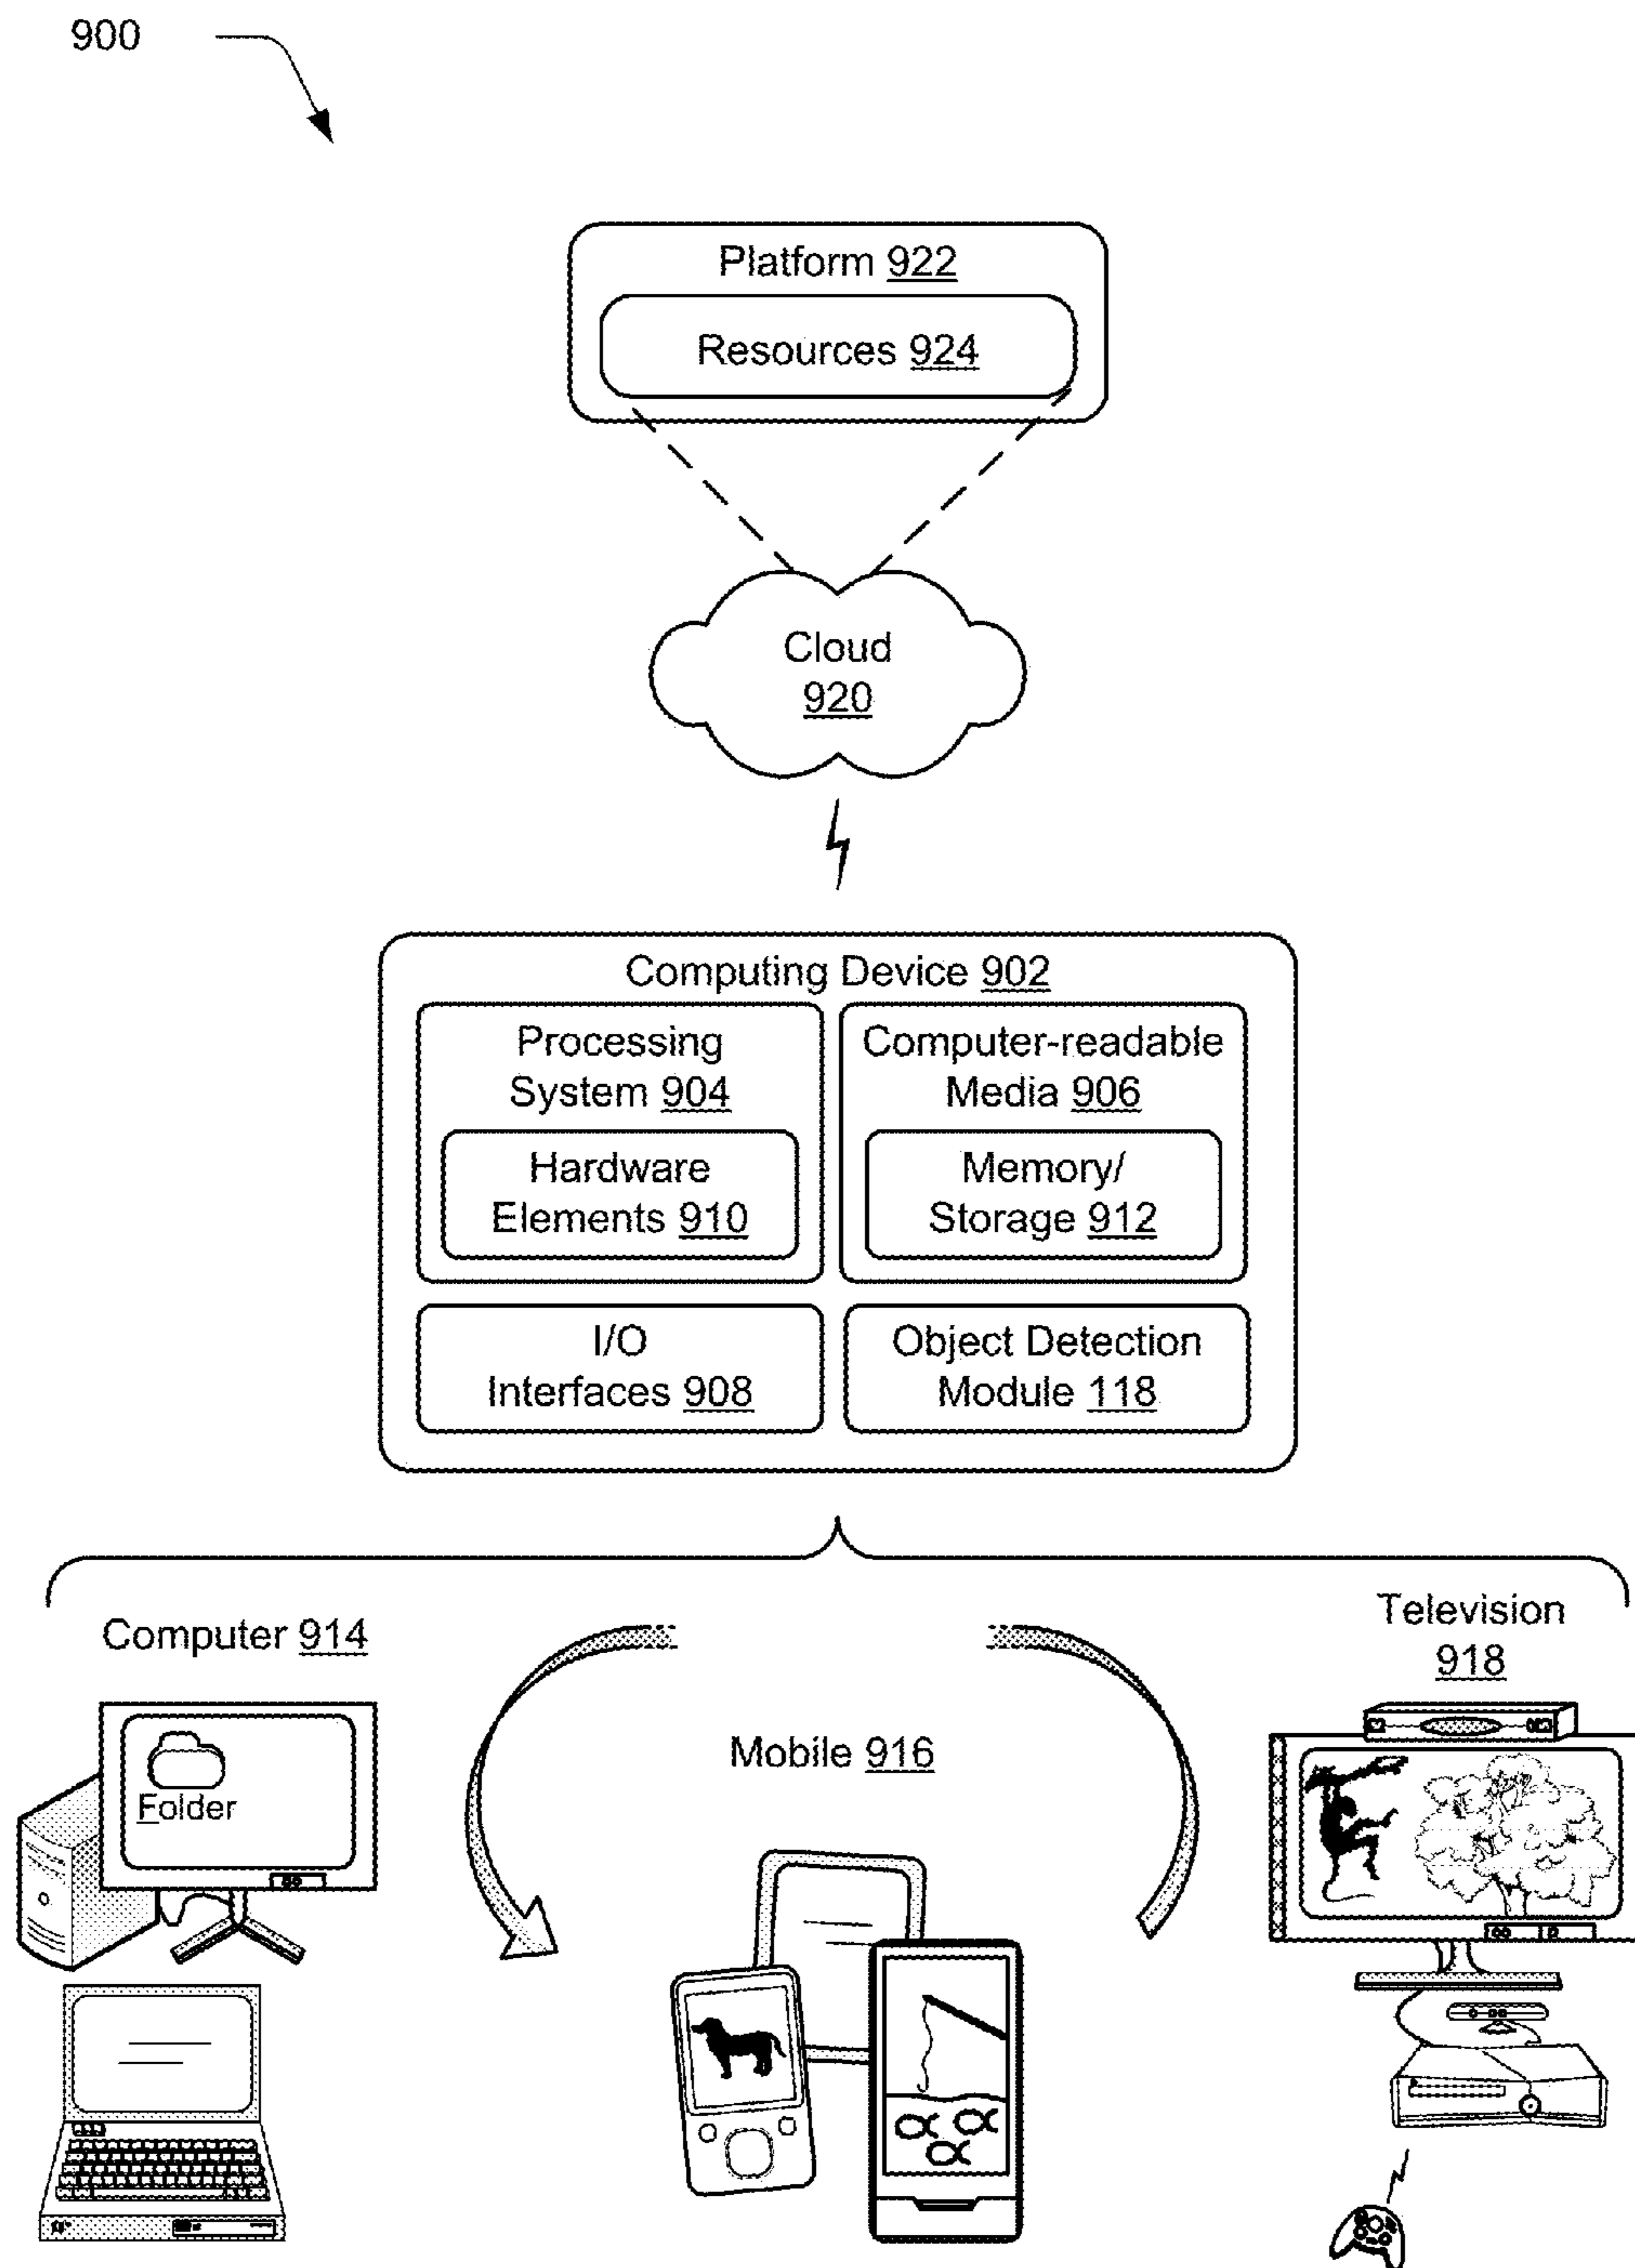 900
Platform 922
Resources 924
Cloud
920
Computing Device 902
Processing
System 904
Hardware
Elements 910
Computer-readable
Media 906
Memory/
Storage 912
I/O
Interfaces 908
Object Detection
Module 118
Computer 914
Folder
Mobile 916
Television
918